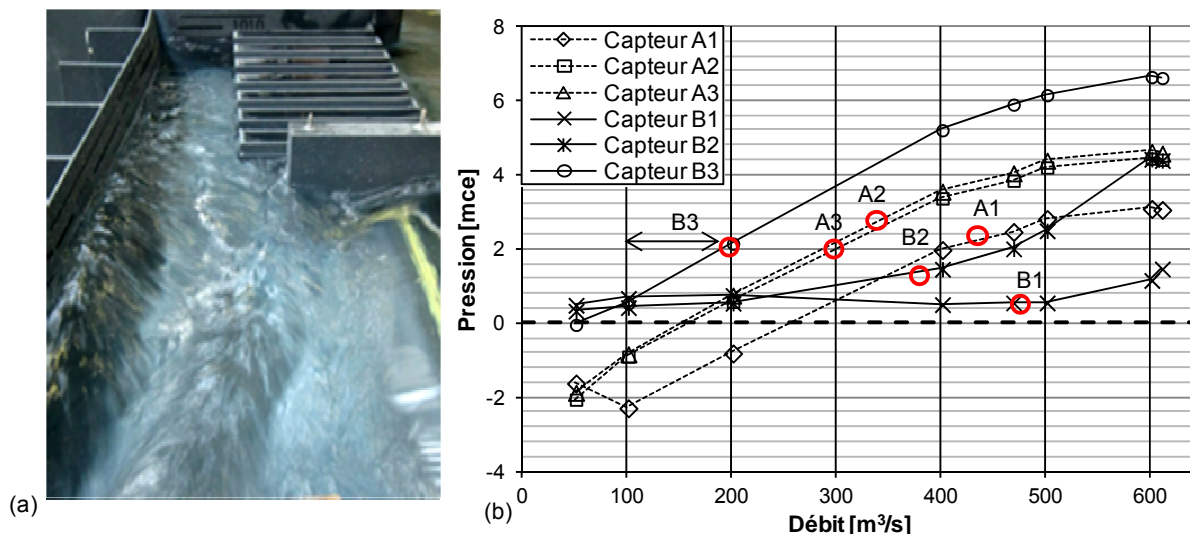 (a)
8
6
4
2
0
-2
-4
Pression [mce]
Capteur A1
Capteur A2
Capteur A3
Capteur B1
Capteur B2
Capteur B3
A2
B3
A3
A1
B2
B1
0
100
200
300
400
500
600
(b)
Débit [m³/s]